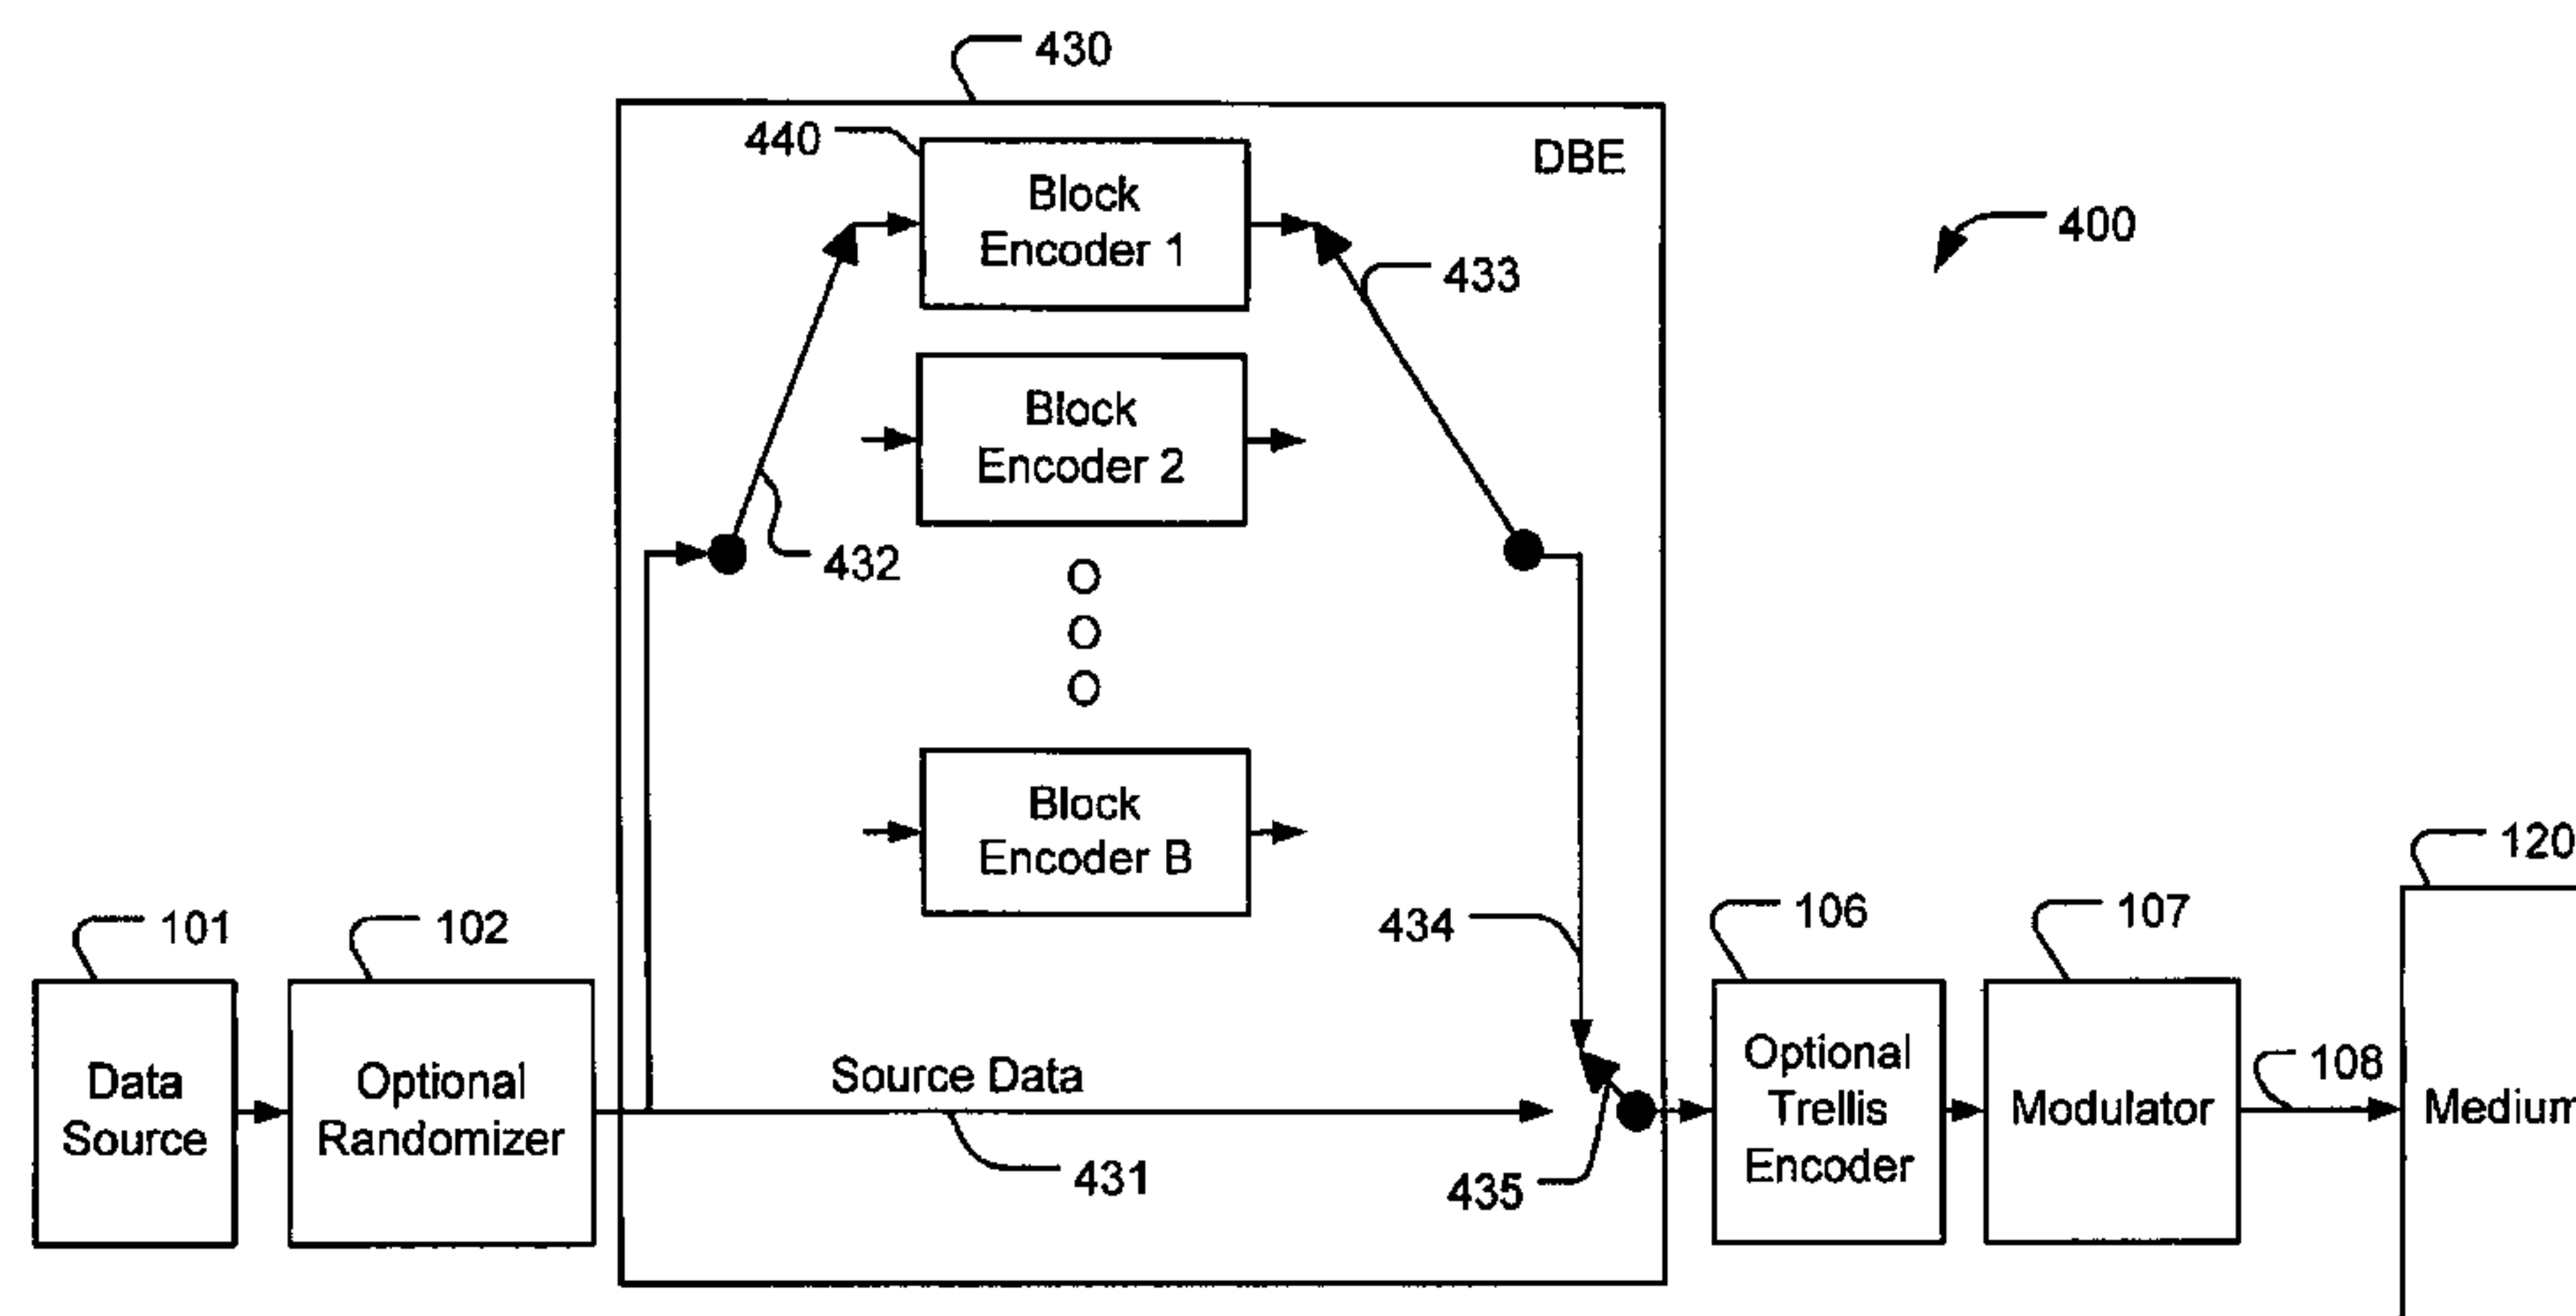 430
440
DBE
Block
Encoder 1
400
433
Block
Encoder 2
432
O
O
O
Block
Encoder B
120
434
106
107
101
102
Data
Source
Optional
Randomizer
Source Data
431
435
Optional
Trellis
Encoder
Modulator
108
Medium